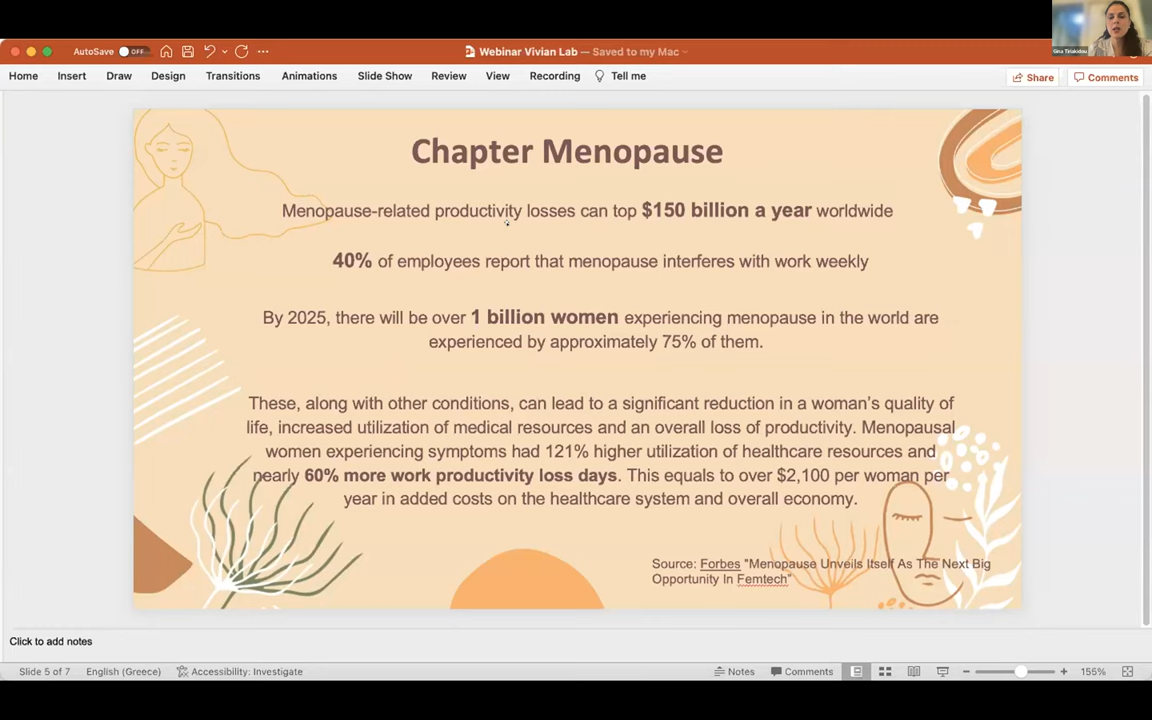 AutoSave OFF
Webinar Vivian Lab — Saved to my Mac
Home Insert Draw Design Transitions Animations Slide Show Review View Recording Tell me Share Comments
Chapter Menopause
Menopause-related productivity losses can top $150 billion a year worldwide
40% of employees report that menopause interferes with work weekly
By 2025, there will be over 1 billion women experiencing menopause in the world are
experienced by approximately 75% of them.
These, along with other conditions, can lead to a significant reduction in a woman's quality of
life, increased utilization of medical resources and an overall loss of productivity. Menopausal
women experiencing symptoms had 121% higher utilization of healthcare resources and
nearly 60% more work productivity loss days. This equals to over $2,100 per woman per
year in added costs on the healthcare system and overall economy.
Source: Forbes "Menopause Unveils Itself As The Next Big
Opportunity In Femtech"
Click to add notes
Slide 5 of 7 English (Greece) Accessibility: Investigate Notes Comments 155%